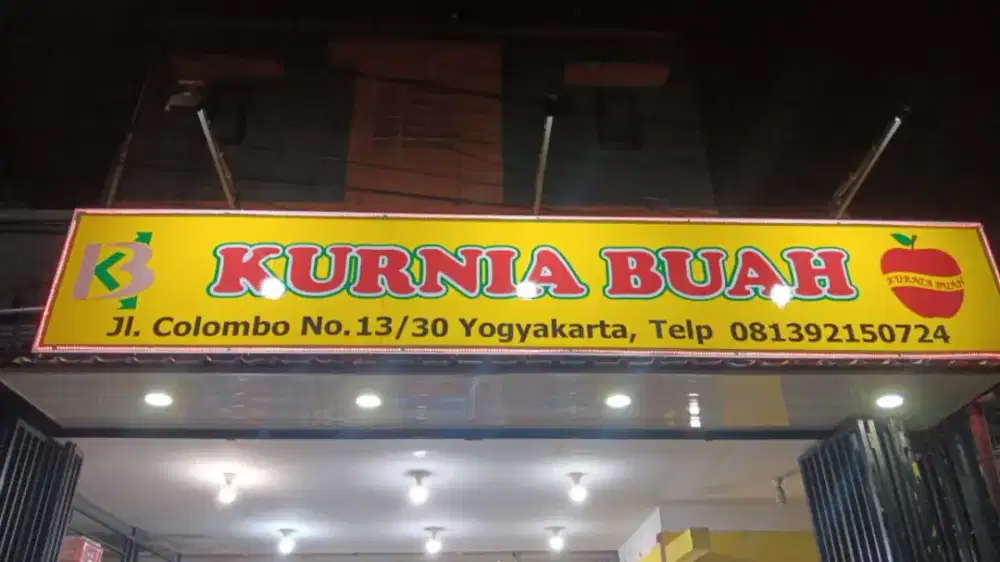 KB
KURNIA BUAH
KURNIA BUAH
Jl. Colombo No.13/30 Yogyakarta, Telp 081392150724